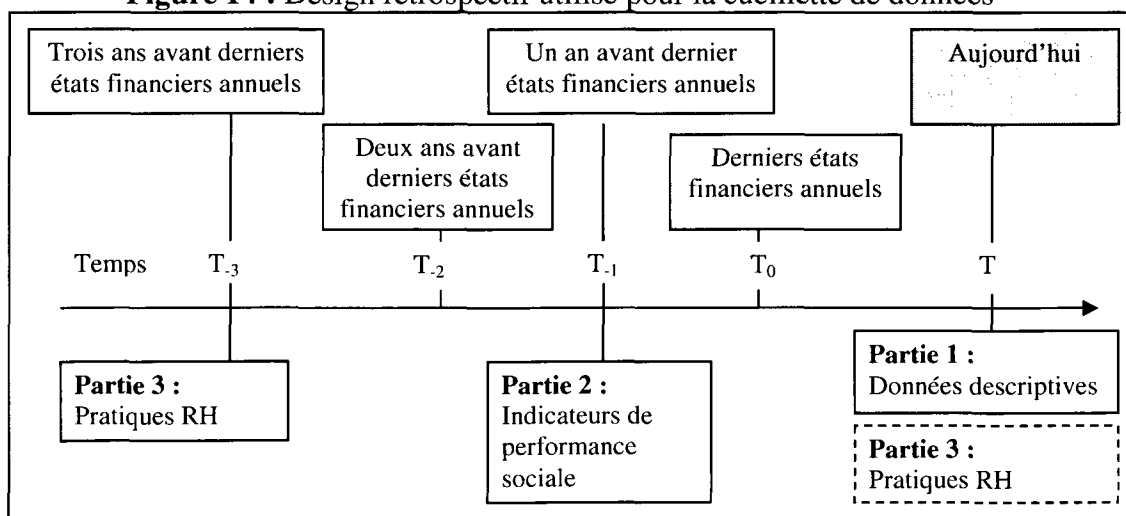 Figure 14 : Design rétrospectif utilisé pour la cueillette de données
Trois ans avant derniers
états financiers annuels
Un an avant dernier
états financiers annuels
Aujourd'hui
Deux ans avant
derniers états
financiers annuels
Derniers états
financiers annuels
Temps T-3 T-2 T-1 T0 T
Partie 3 :
Pratiques RH
Partie 2 :
Indicateurs de
performance
sociale
Partie 1 :
Données descriptives
Partie 3 :
Pratiques RH